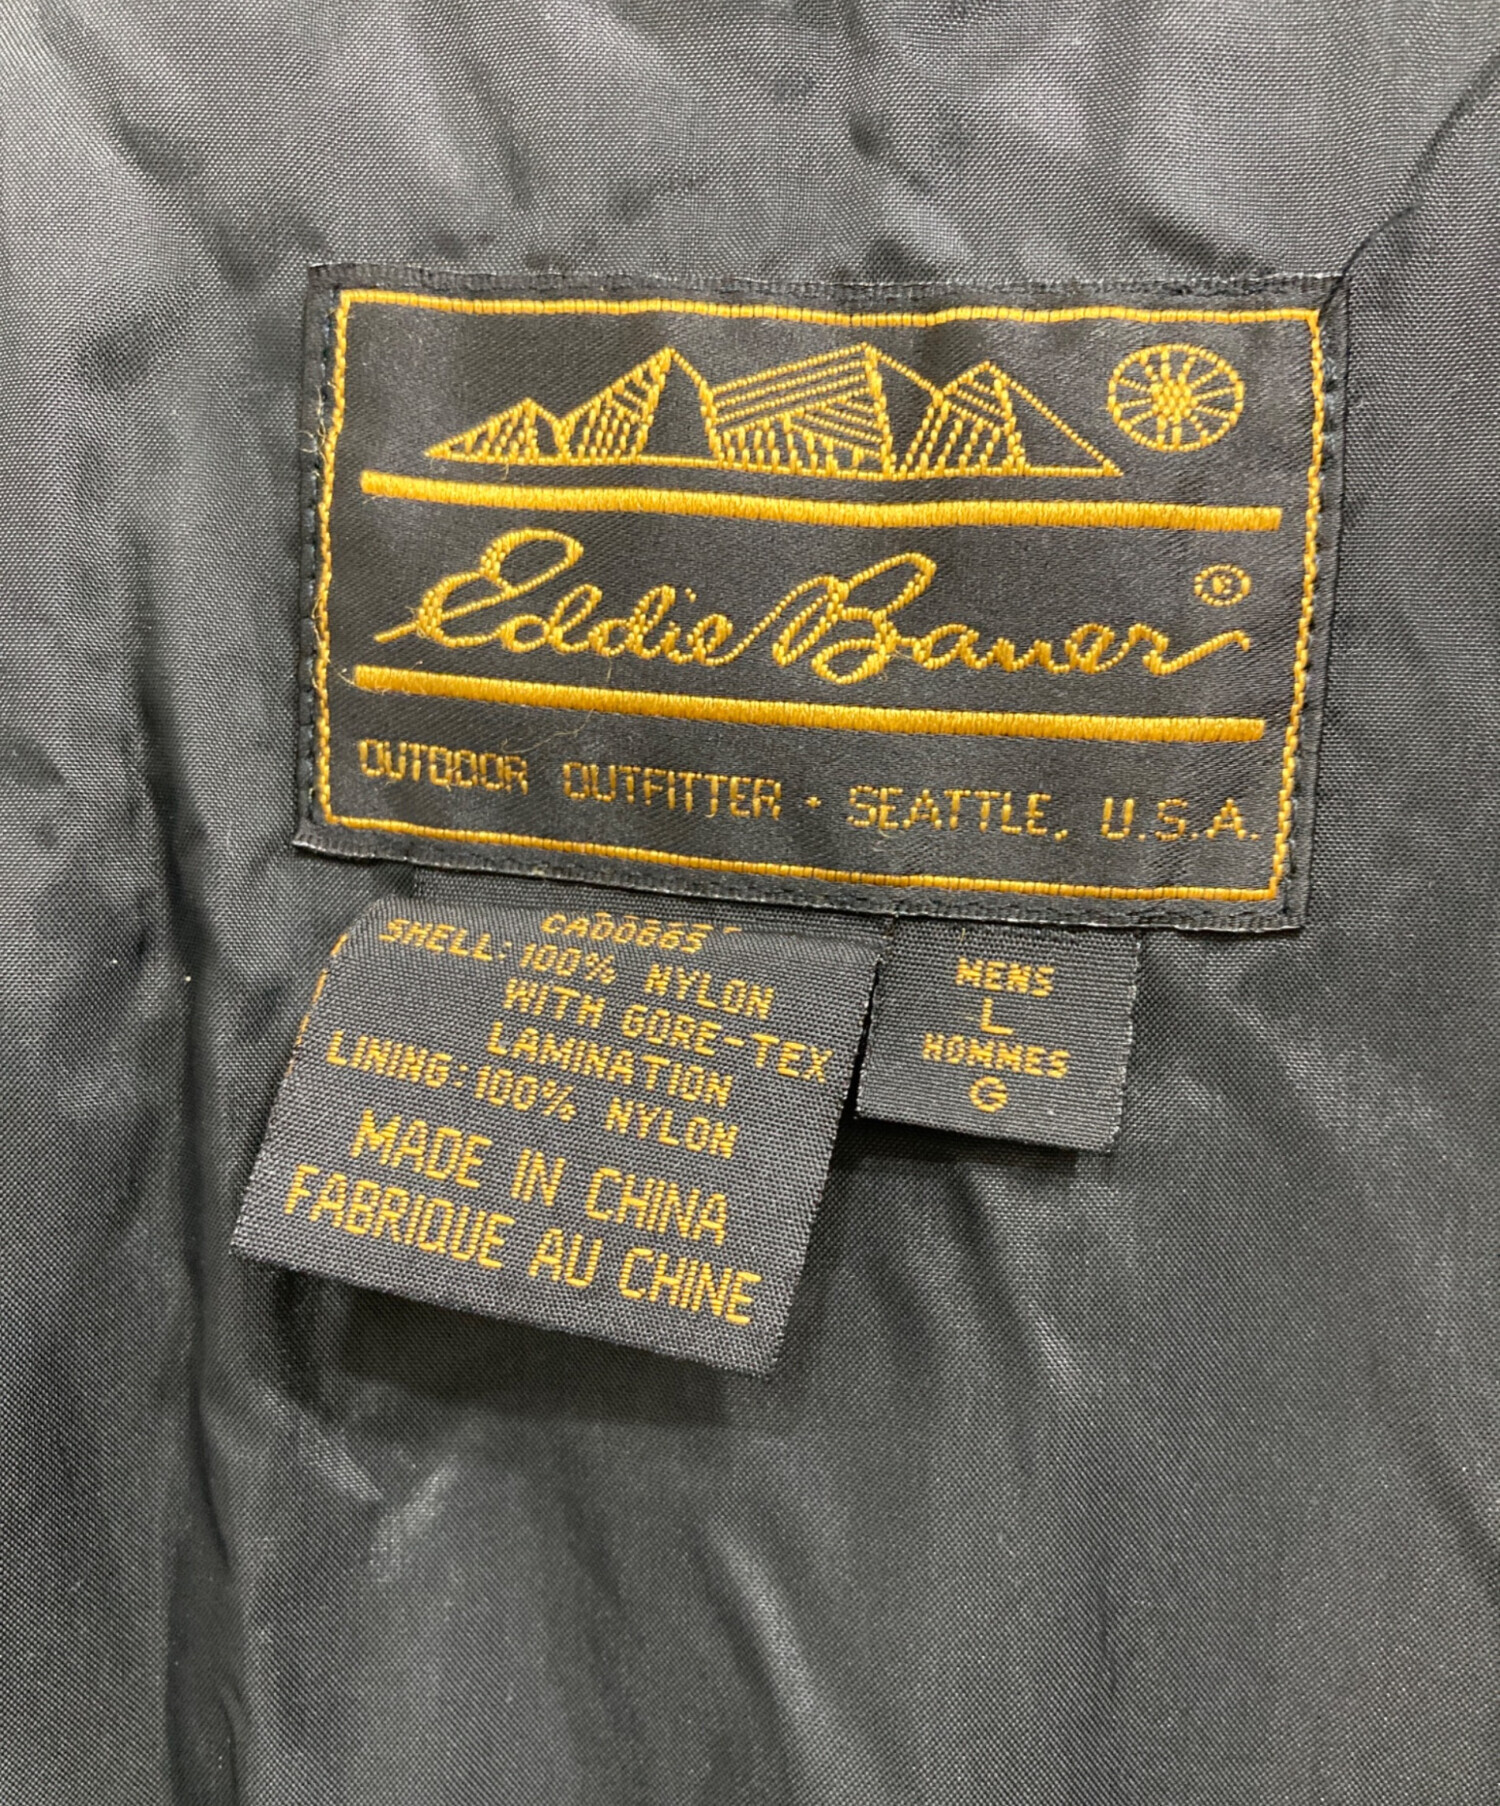 Eddie Bauer ®
OUTDOOR OUTFITTER · SEATTLE, U.S.A.
SHELL: 100% NYLON
WITH GORE-TEX
LAMINATION
LINING: 100% NYLON
MADE IN CHINA
FABRIQUE AU CHINE
MENS
L
HOMMES
G